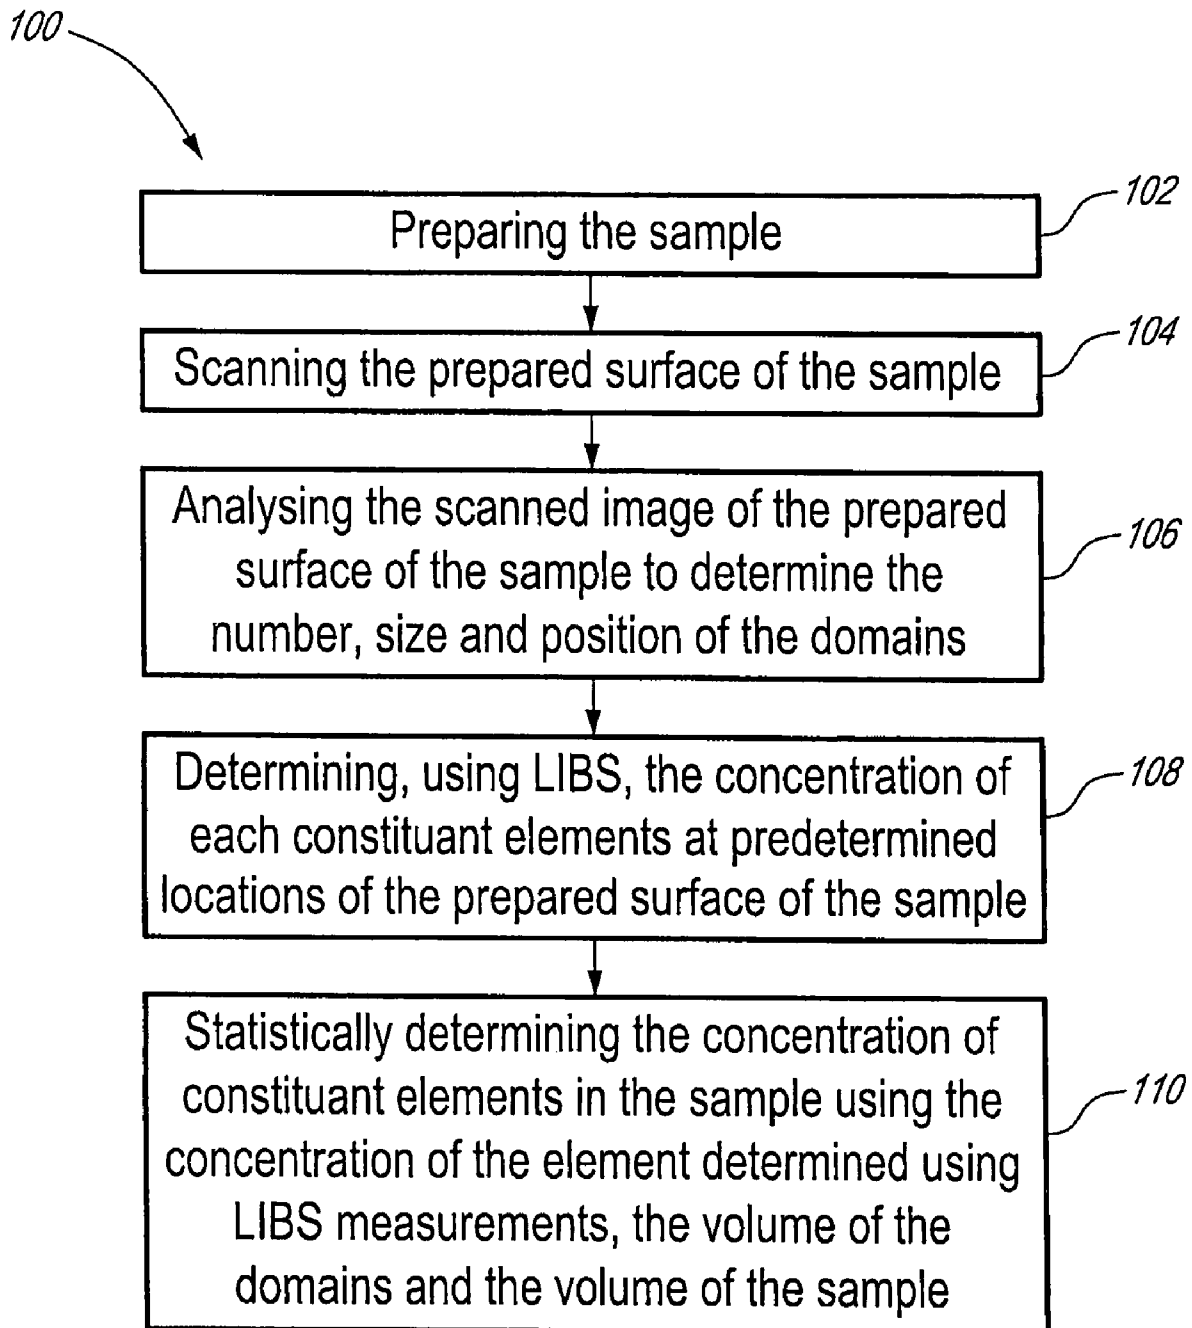 100
102
Preparing the sample
104
Scanning the prepared surface of the sample
Analysing the scanned image of the prepared
surface of the sample to determine the
number, size and position of the domains
106
Determining, using LIBS, the concentration of
each constituant elements at predetermined
locations of the prepared surface of the sample
108
Statistically determining the concentration of
constituant elements in the sample using the
concentration of the element determined using
LIBS measurements, the volume of the
domains and the volume of the sample
110